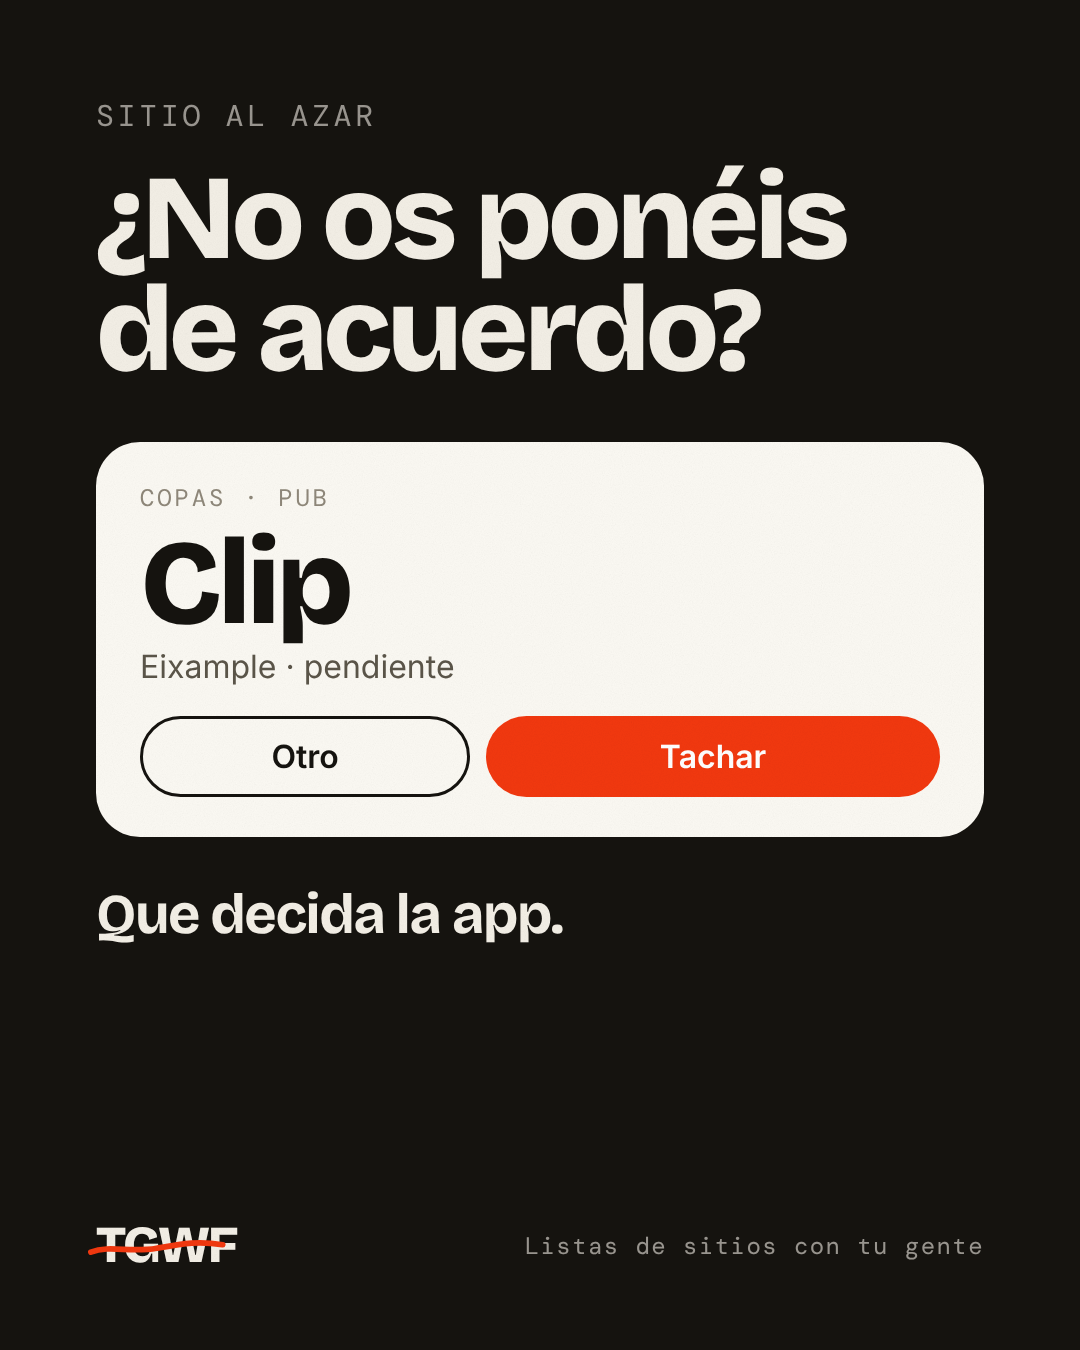 SITIO AL AZAR
¿No os ponéis
de acuerdo?
COPAS · PUB
Clip
Eixample · pendiente
Otro
Tachar
Que decida la app.
TGWF
Listas de sitios con tu gente